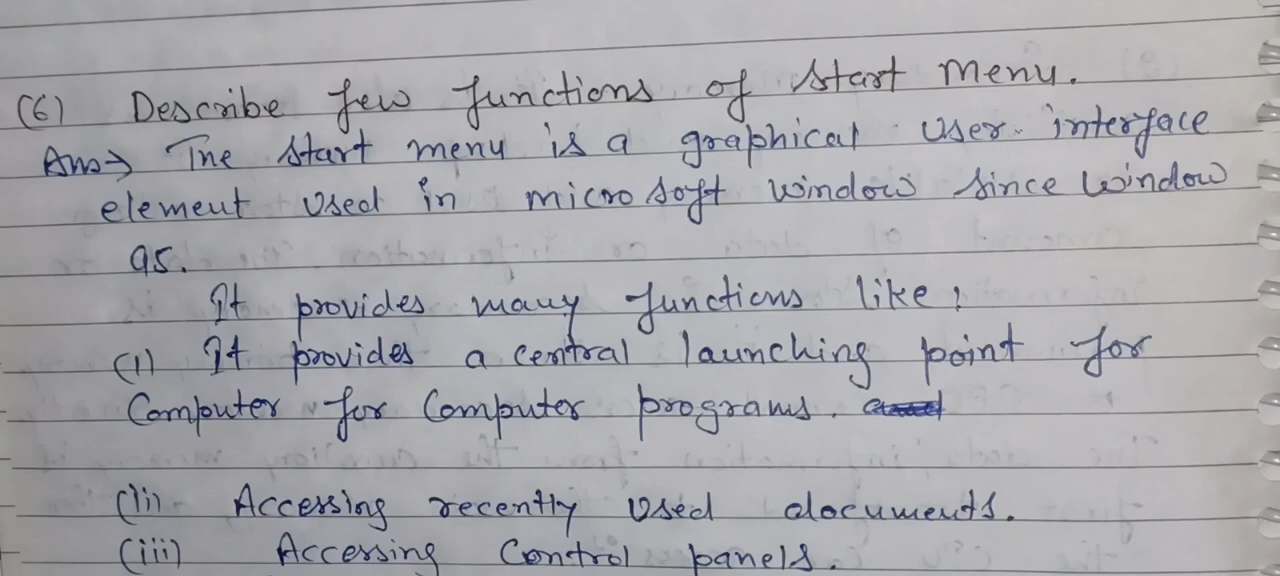 (6) Describe few functions of start menu.
Ans→ The start menu is a graphical user interface
element used in micro soft window since window
95.
It provides many functions like:
(i) It provides a central launching point for
Computer for Computer programs.
(ii) Accessing recently used documents.
(iii) Accessing Control panels.